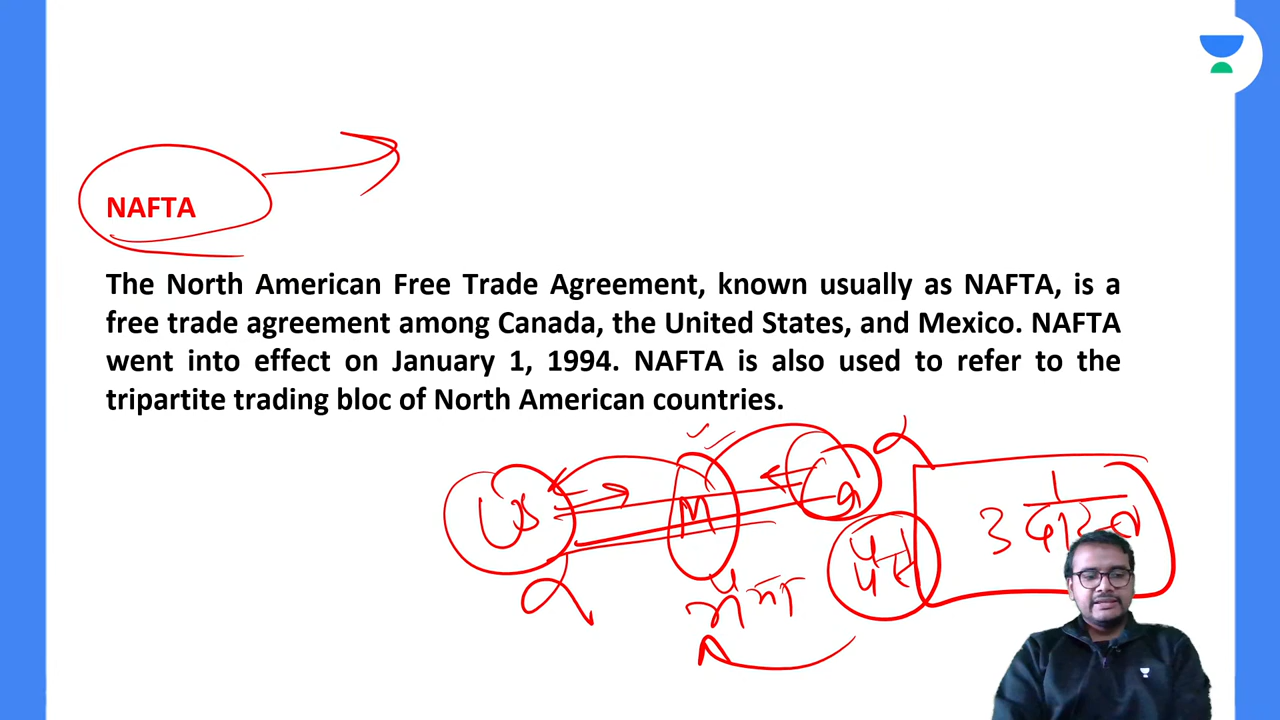 NAFTA
The North American Free Trade Agreement, known usually as NAFTA, is a
free trade agreement among Canada, the United States, and Mexico. NAFTA
went into effect on January 1, 1994. NAFTA is also used to refer to the
tripartite trading bloc of North American countries.
US M
3